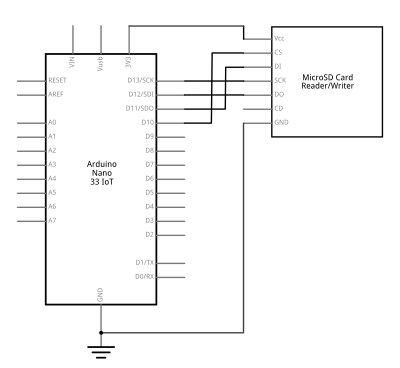 VIN
Vusb
3V3
RESET
AREF
A0
A1
A2
A3
A4
A5
A6
A7
Arduino
Nano
33 IoT
D13/SCK
D12/SDI
D11/SDO
D10
D9
D8
D7
D6
D5
D4
D3
D2
D1/TX
D0/RX
GND
Vcc
CS
DI
SCK
DO
CD
GND
MicroSD Card
Reader/Writer